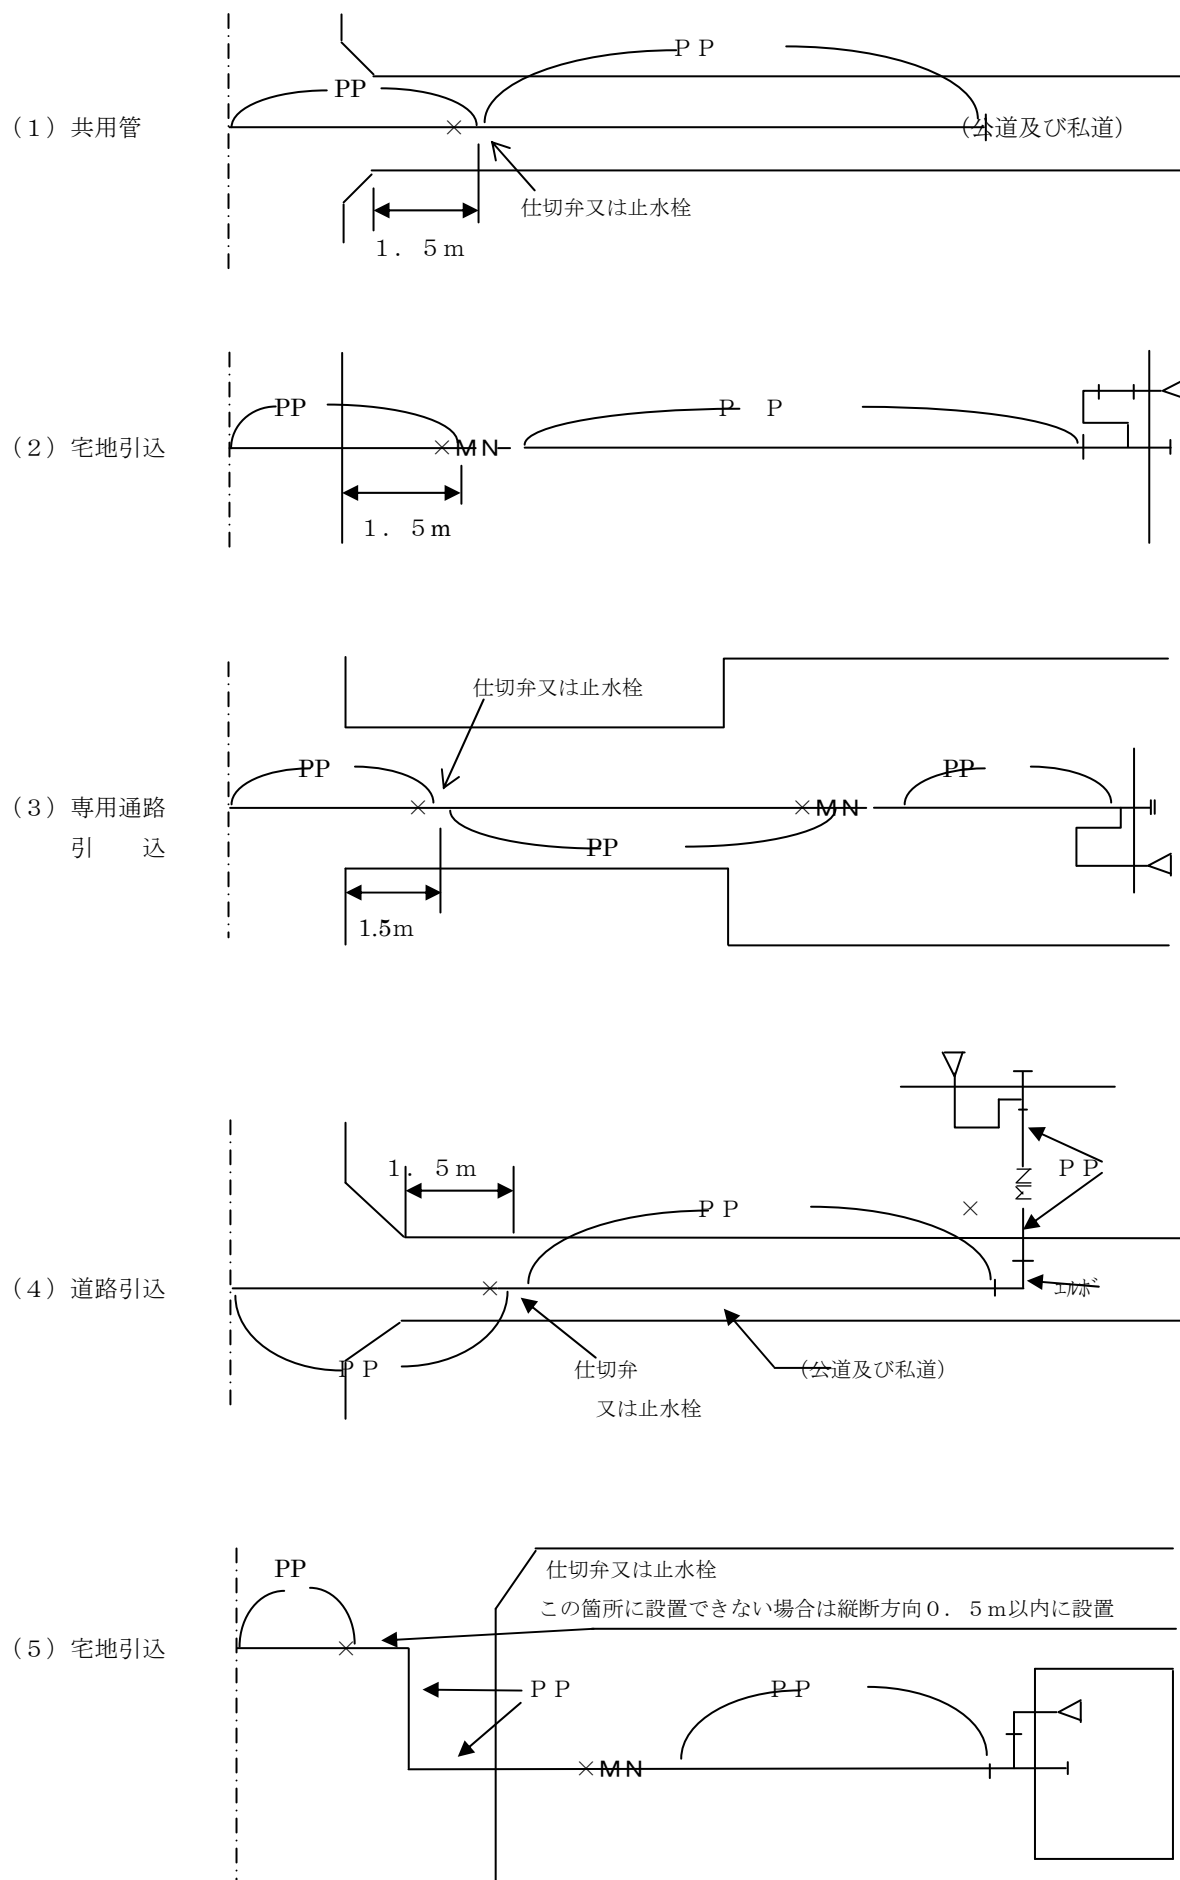 ＰＰ
PP
（１）共用管
（公道及び私道）
仕切弁又は止水栓
１．５ｍ
PP
Ｐ　Ｐ
（２）宅地引込
ＭＮ
１．５ｍ
仕切弁又は止水栓
PP
PP
（３）専用通路
ＭＮ
引　　込
PP
1.5m
１．５ｍ
ＰＰ
ＭＮ
ＰＰ
（４）道路引込
ｴﾙﾎﾞ
ＰＰ
仕切弁
（公道及び私道）
又は止水栓
PP
仕切弁又は止水栓
この箇所に設置できない場合は縦断方向０．５ｍ以内に設置
（５）宅地引込
ＰＰ
ＰＰ
ＭＮ